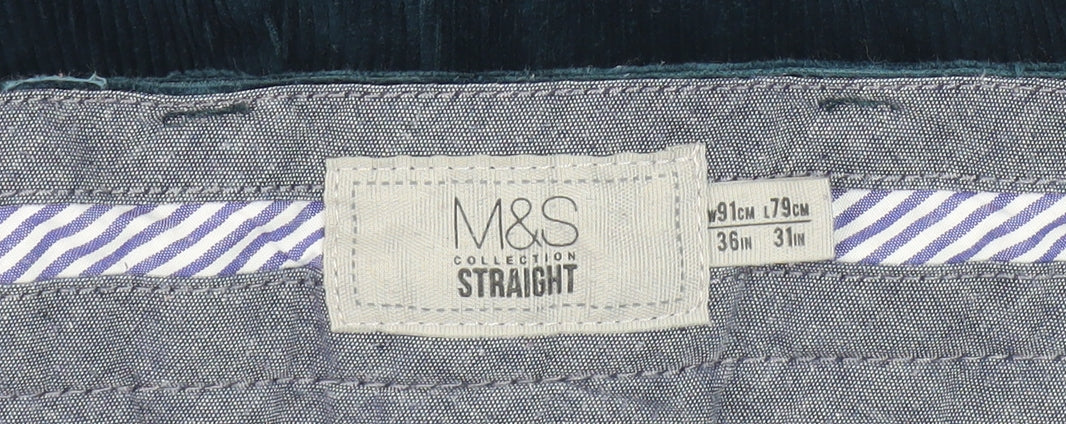 M&S
COLLECTION
STRAIGHT
W91CM L79CM
36IN 31IN